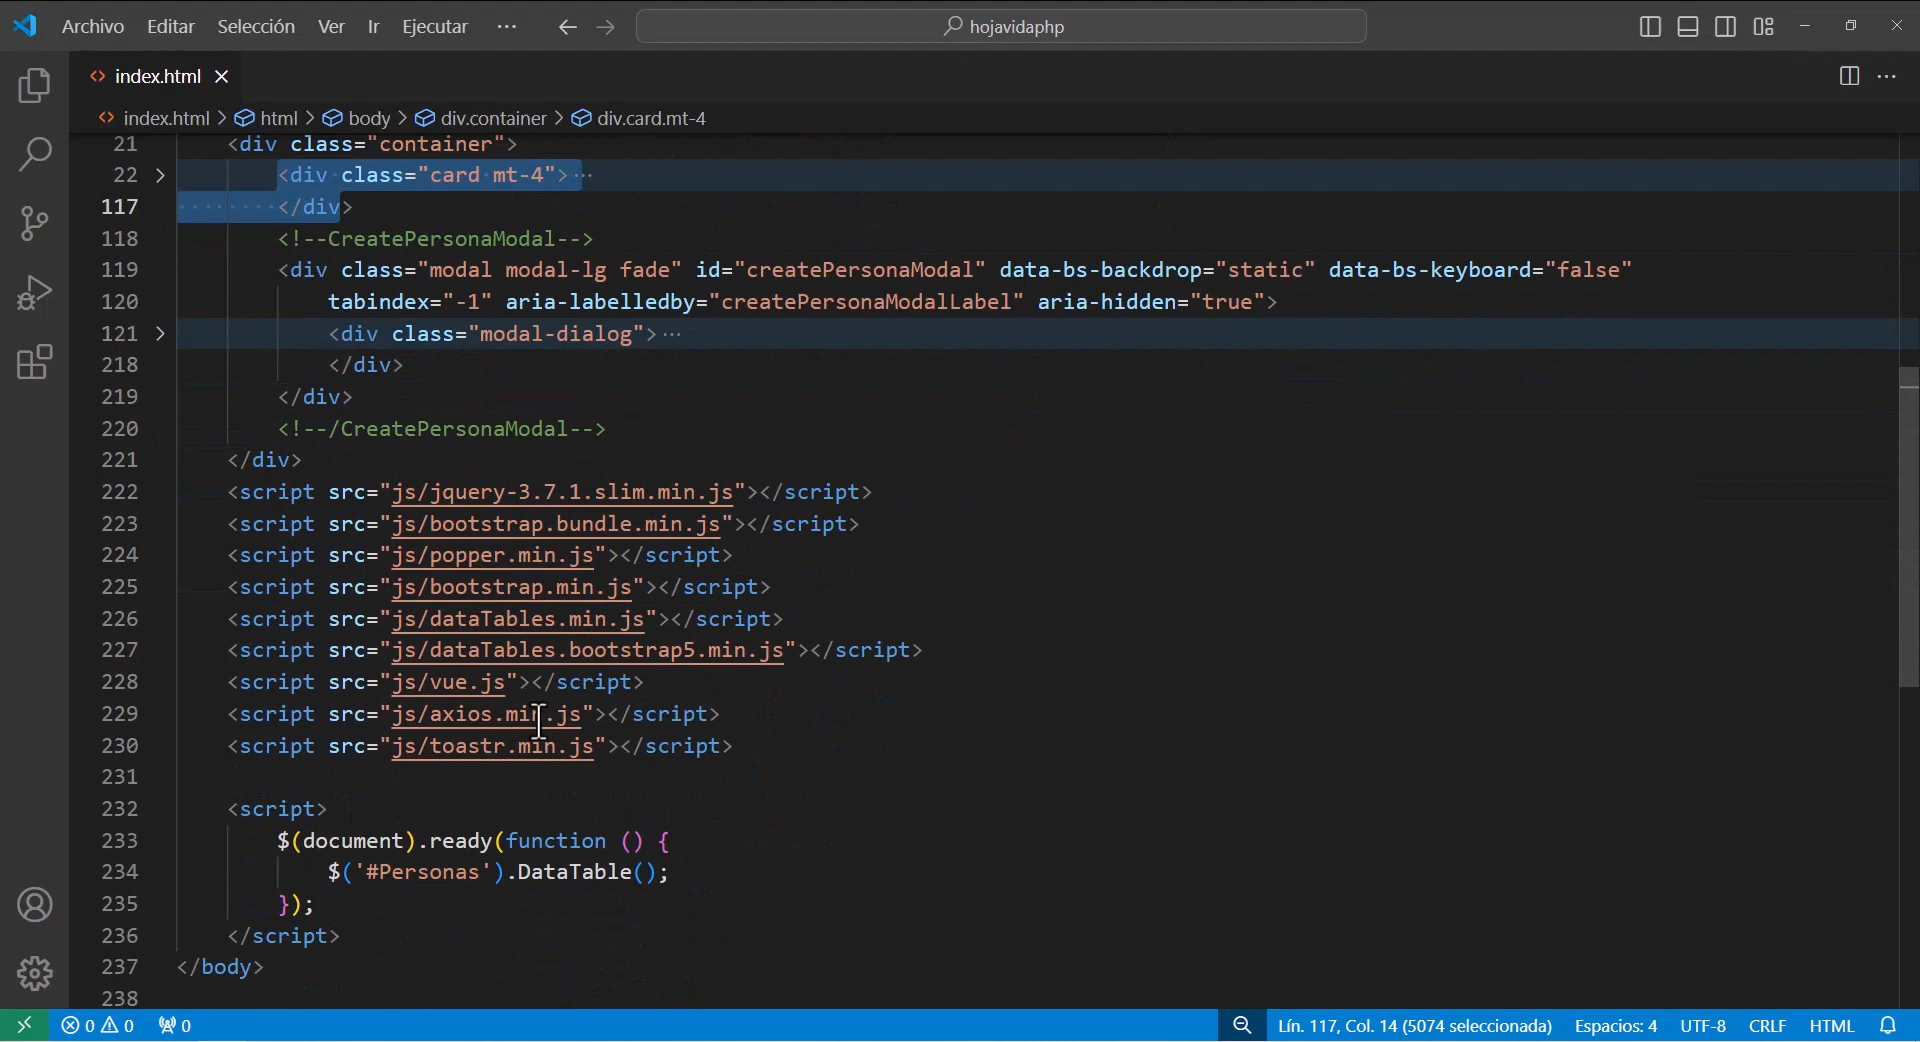 Archivo Editar Selección Ver Ir Ejecutar ··· hojavidaphp
index.html
index.html > html > body > div.container > div.card.mt-4
21 <div class="container">
22 <div class="card mt-4"> ···
117 </div>
118 <!--CreatePersonaModal-->
119 <div class="modal modal-lg fade" id="createPersonaModal" data-bs-backdrop="static" data-bs-keyboard="false"
120 tabindex="-1" aria-labelledby="createPersonaModalLabel" aria-hidden="true">
121 <div class="modal-dialog"> ···
218 </div>
219 </div>
220 <!--/CreatePersonaModal-->
221 </div>
222 <script src="js/jquery-3.7.1.slim.min.js"></script>
223 <script src="js/bootstrap.bundle.min.js"></script>
224 <script src="js/popper.min.js"></script>
225 <script src="js/bootstrap.min.js"></script>
226 <script src="js/dataTables.min.js"></script>
227 <script src="js/dataTables.bootstrap5.min.js"></script>
228 <script src="js/vue.js"></script>
229 <script src="js/axios.min.js"></script>
230 <script src="js/toastr.min.js"></script>
231
232 <script>
233 $(document).ready(function () {
234 $('#Personas').DataTable();
235 });
236 </script>
237 </body>
238
0 0 0 Lín. 117, Col. 14 (5074 seleccionada) Espacios: 4 UTF-8 CRLF HTML